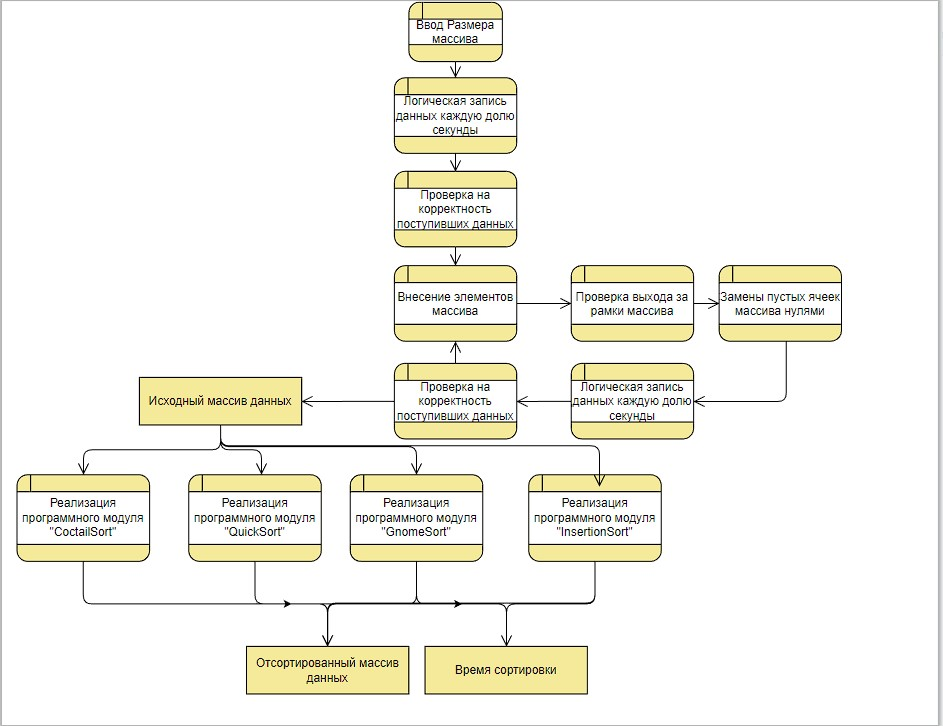 Ввод Размера
массива
Логическая запись
данных каждую долю
секунды
Проверка на
корректность
поступивших данных
Внесение элементов
массива
Проверка выхода за
рамки массива
Замены пустых ячеек
массива нулями
Логическая запись
данных каждую долю
секунды
Проверка на
корректность
поступивших данных
Исходный массив данных
Реализация
программного модуля
"CoctailSort"
Реализация
программного модуля
"QuickSort"
Реализация
программного модуля
"GnomeSort"
Реализация
программного модуля
"InsertionSort"
Отсортированный массив
данных
Время сортировки